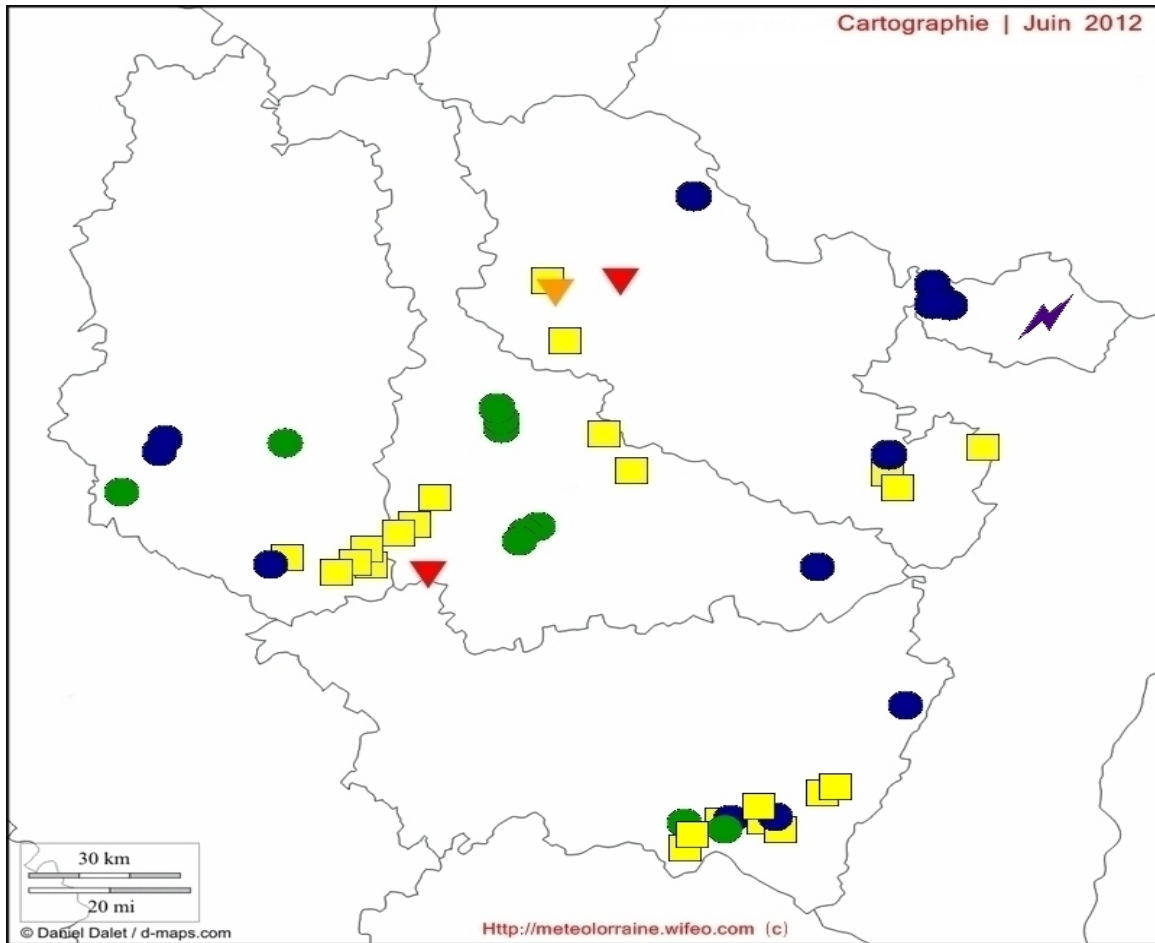 Cartographie | Juin 2012
30 km
20 mi
© Daniel Dalet / d-maps.com
Http://meteolorraine.wifeo.com (c)